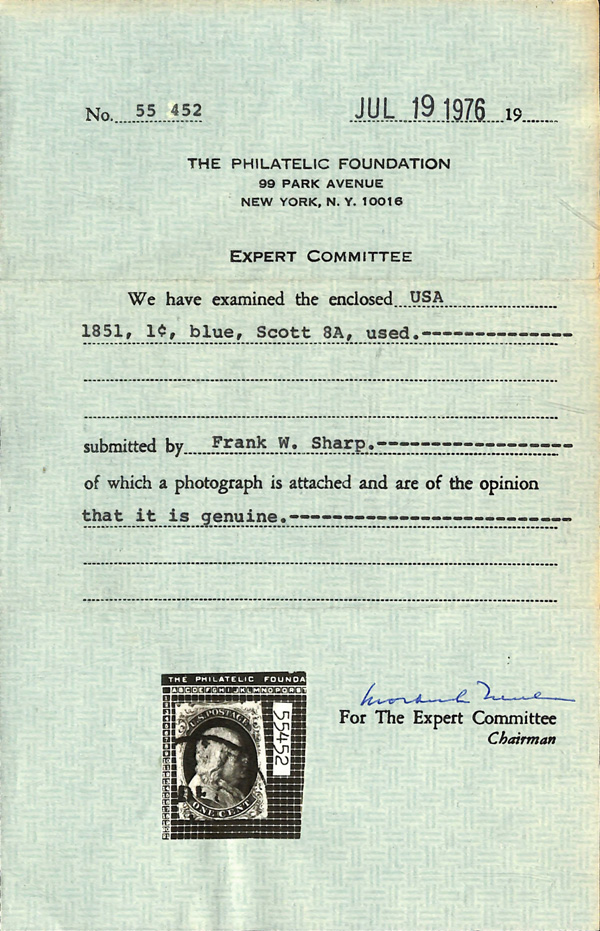 No. 55 452 JUL 19 1976 19
THE PHILATELIC FOUNDATION
99 PARK AVENUE
NEW YORK, N. Y. 10016
EXPERT COMMITTEE
We have examined the enclosed USA
1851, 1¢, blue, Scott 8A, used.
submitted by Frank W. Sharp.
of which a photograph is attached and are of the opinion
that it is genuine.
THE PHILATELIC FOUNDA
ABCDEFGHIJKLMNOPQRST
U.S. POSTAGE
55452
ONE CENT
For The Expert Committee
Chairman